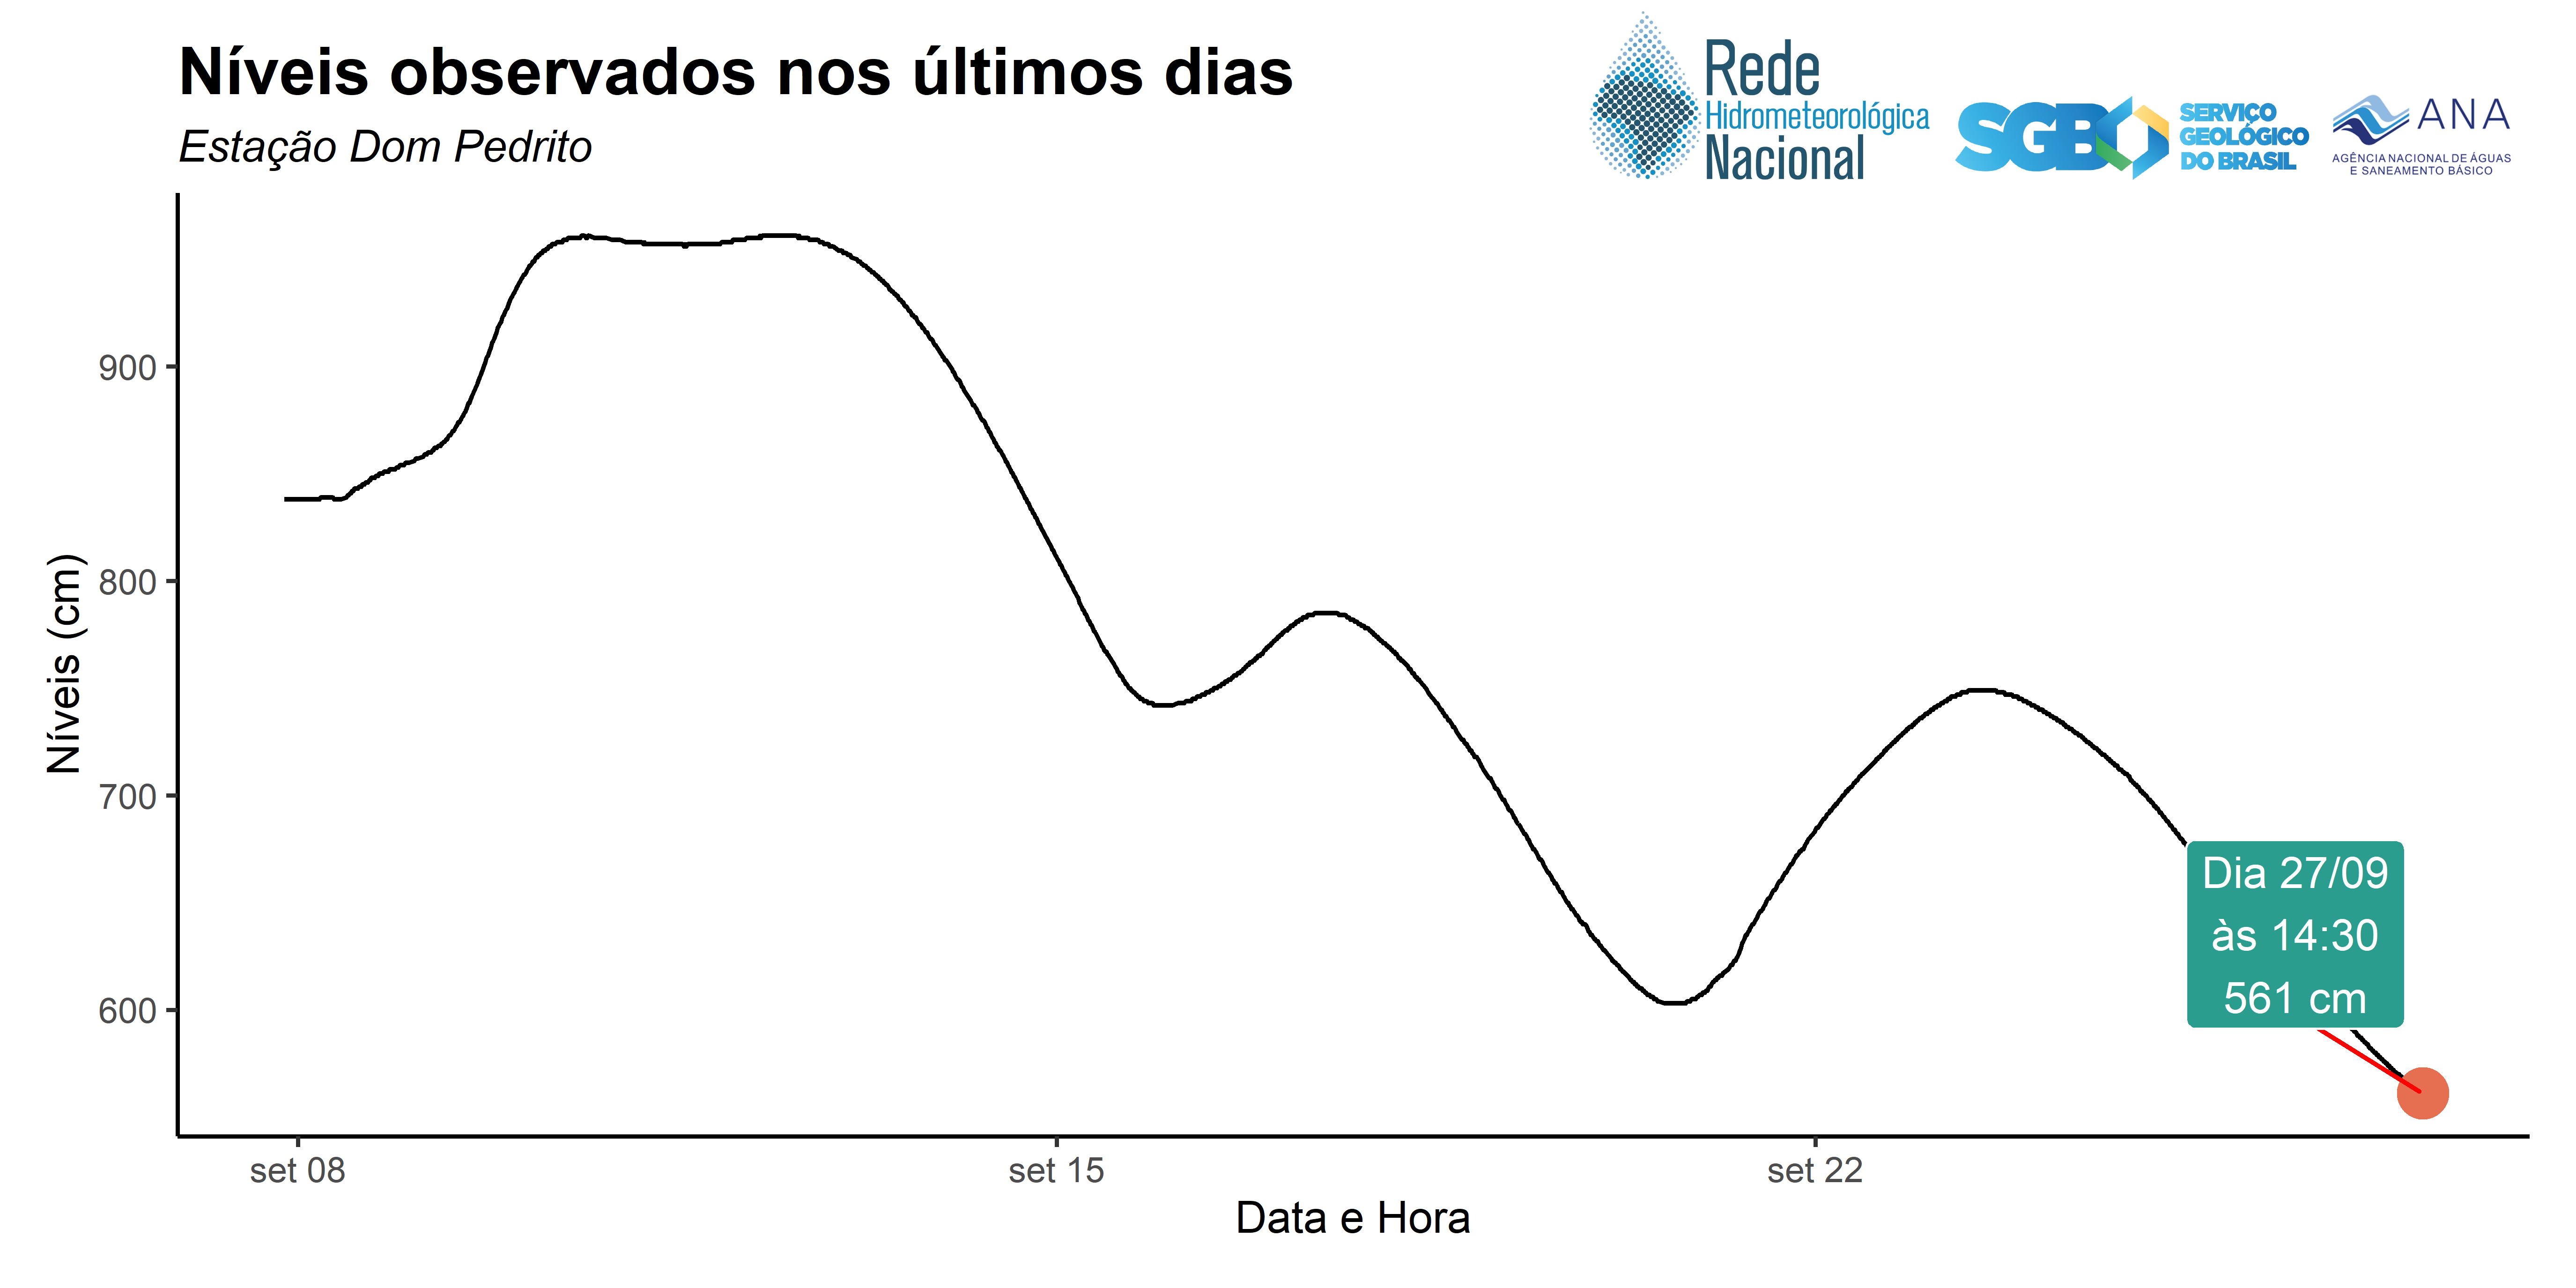 Níveis observados nos últimos dias
Estação Dom Pedrito
Rede
Hidrometeorológica
Nacional
SGB
SERVIÇO
GEOLÓGICO
DO BRASIL
ANA
AGÊNCIA NACIONAL DE ÁGUAS
E SANEAMENTO BÁSICO
Níveis (cm)
900
800
700
600
Dia 27/09
às 14:30
561 cm
set 08
set 15
set 22
Data e Hora